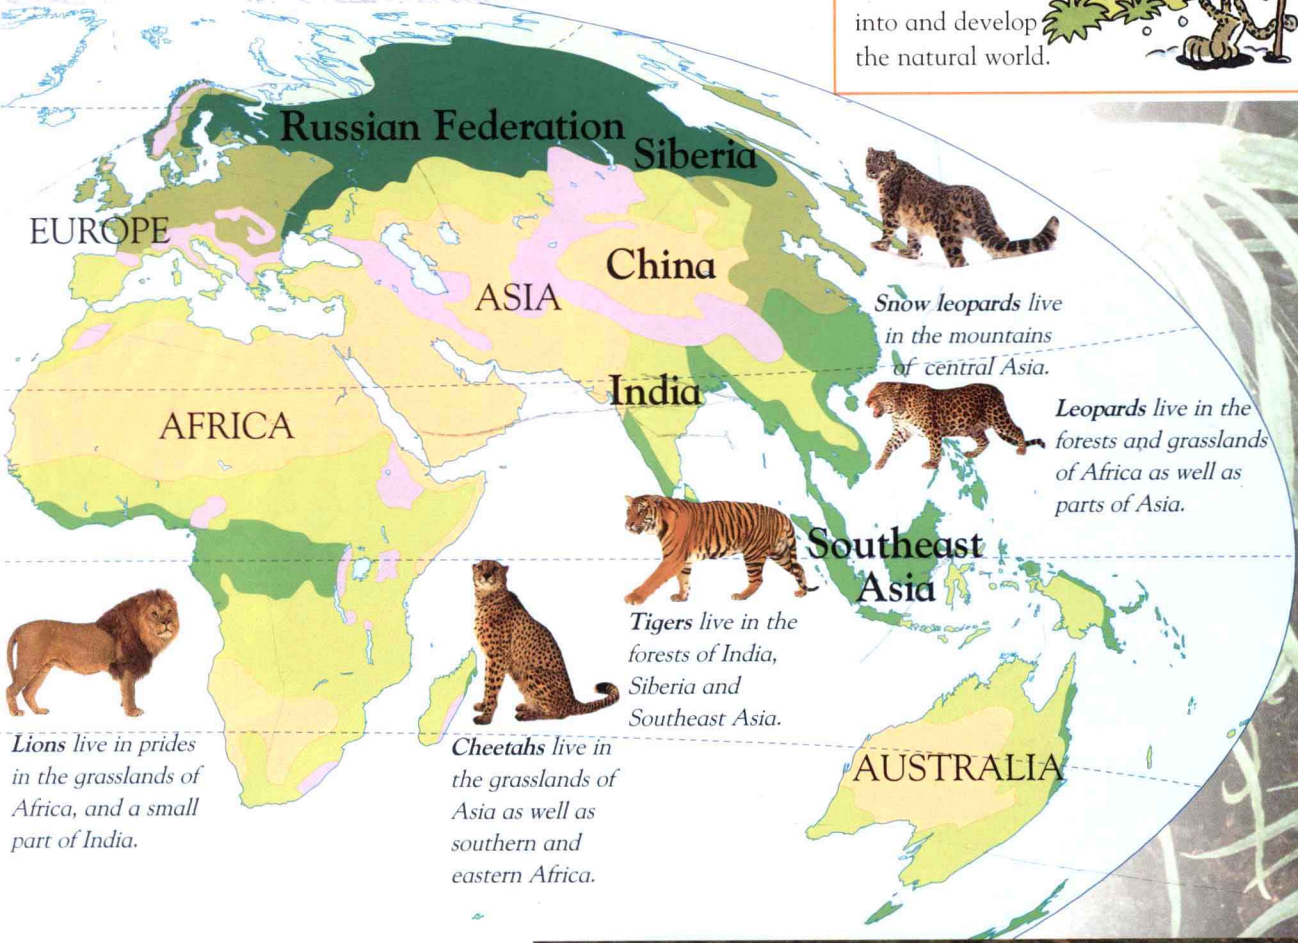 into and develop
the natural world.
Russian Federation
Siberia
EUROPE
China
ASIA
Snow leopards live
in the mountains
of central Asia.
India
AFRICA
Leopards live in the
forests and grasslands
of Africa as well as
parts of Asia.
Southeast
Asia
Tigers live in the
forests of India,
Siberia and
Southeast Asia.
Lions live in prides
in the grasslands of
Africa, and a small
part of India.
Cheetahs live in
the grasslands of
Asia as well as
southern and
eastern Africa.
AUSTRALIA